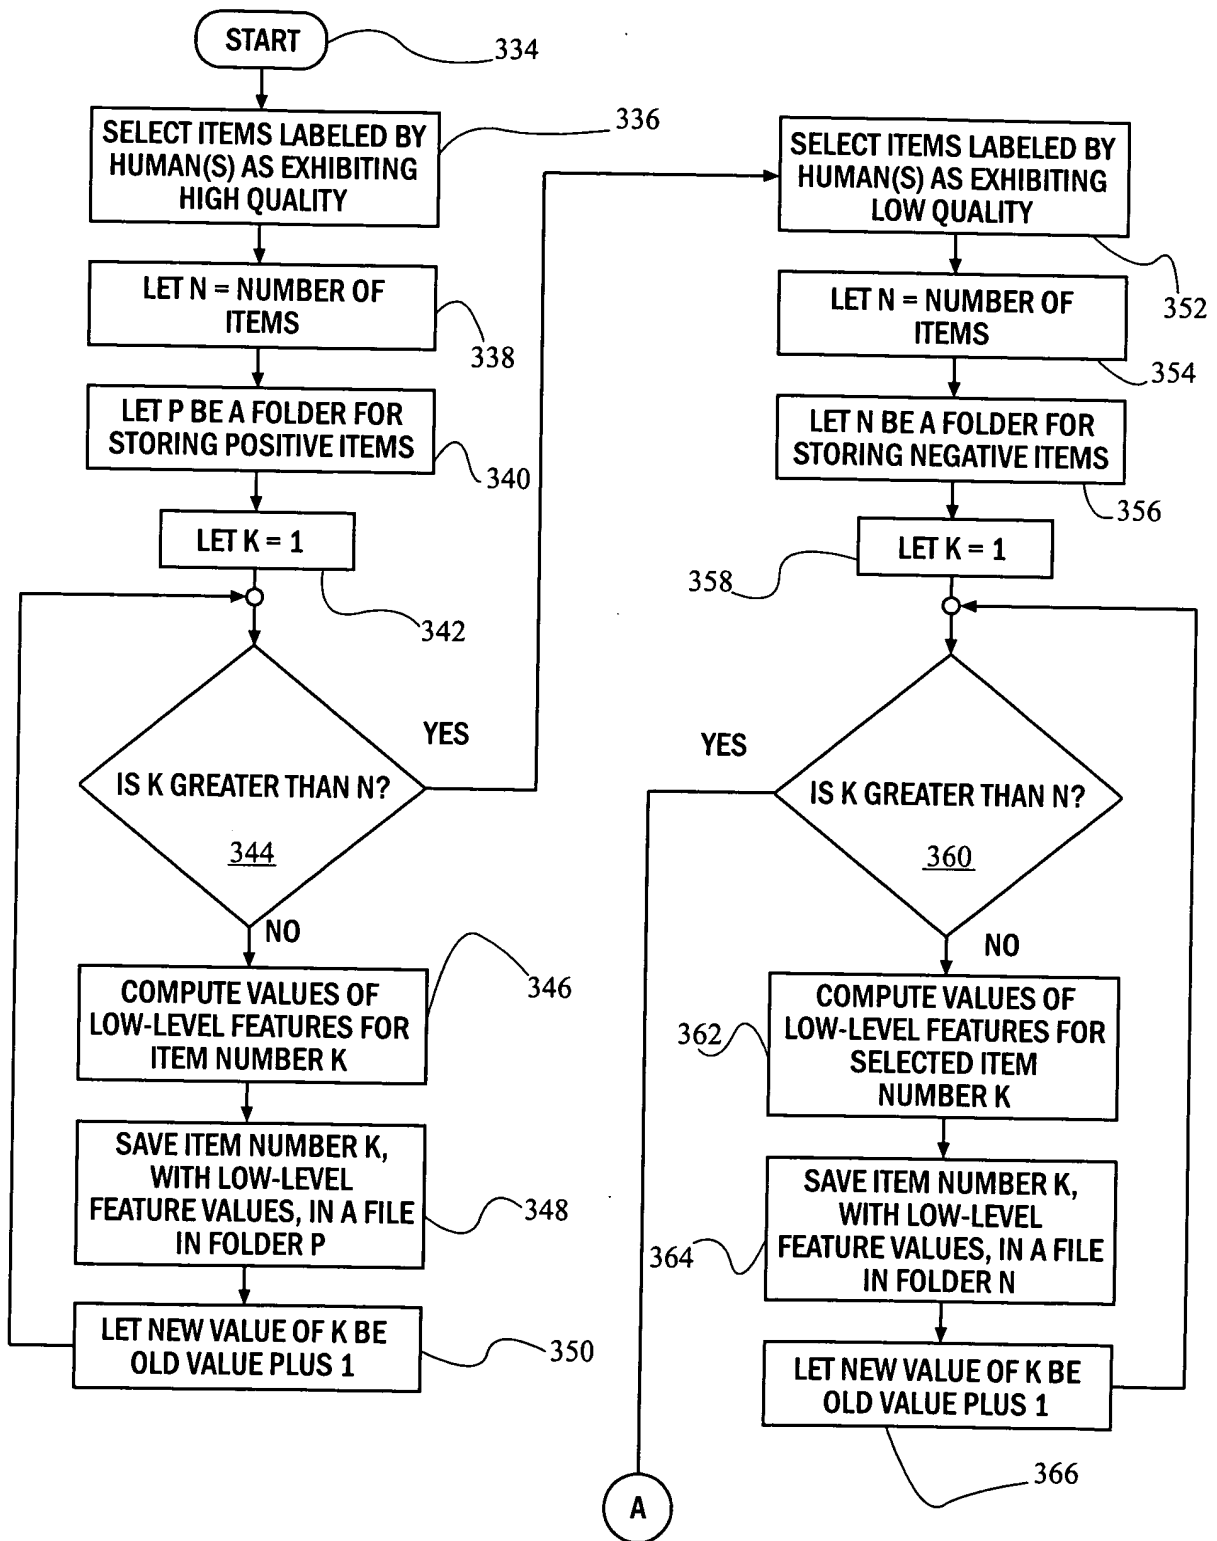 START
334
SELECT ITEMS LABELED BY
HUMAN(S) AS EXHIBITING
HIGH QUALITY
336
LET N = NUMBER OF
ITEMS
338
LET P BE A FOLDER FOR
STORING POSITIVE ITEMS
340
LET K = 1
342
IS K GREATER THAN N?
344
YES
NO
COMPUTE VALUES OF
LOW-LEVEL FEATURES FOR
ITEM NUMBER K
346
SAVE ITEM NUMBER K,
WITH LOW-LEVEL
FEATURE VALUES, IN A FILE
IN FOLDER P
348
LET NEW VALUE OF K BE
OLD VALUE PLUS 1
350
SELECT ITEMS LABELED BY
HUMAN(S) AS EXHIBITING
LOW QUALITY
352
LET N = NUMBER OF
ITEMS
354
LET N BE A FOLDER FOR
STORING NEGATIVE ITEMS
356
LET K = 1
358
YES
IS K GREATER THAN N?
360
NO
COMPUTE VALUES OF
LOW-LEVEL FEATURES FOR
SELECTED ITEM
NUMBER K
362
SAVE ITEM NUMBER K,
WITH LOW-LEVEL
FEATURE VALUES, IN A FILE
IN FOLDER N
364
LET NEW VALUE OF K BE
OLD VALUE PLUS 1
366
A